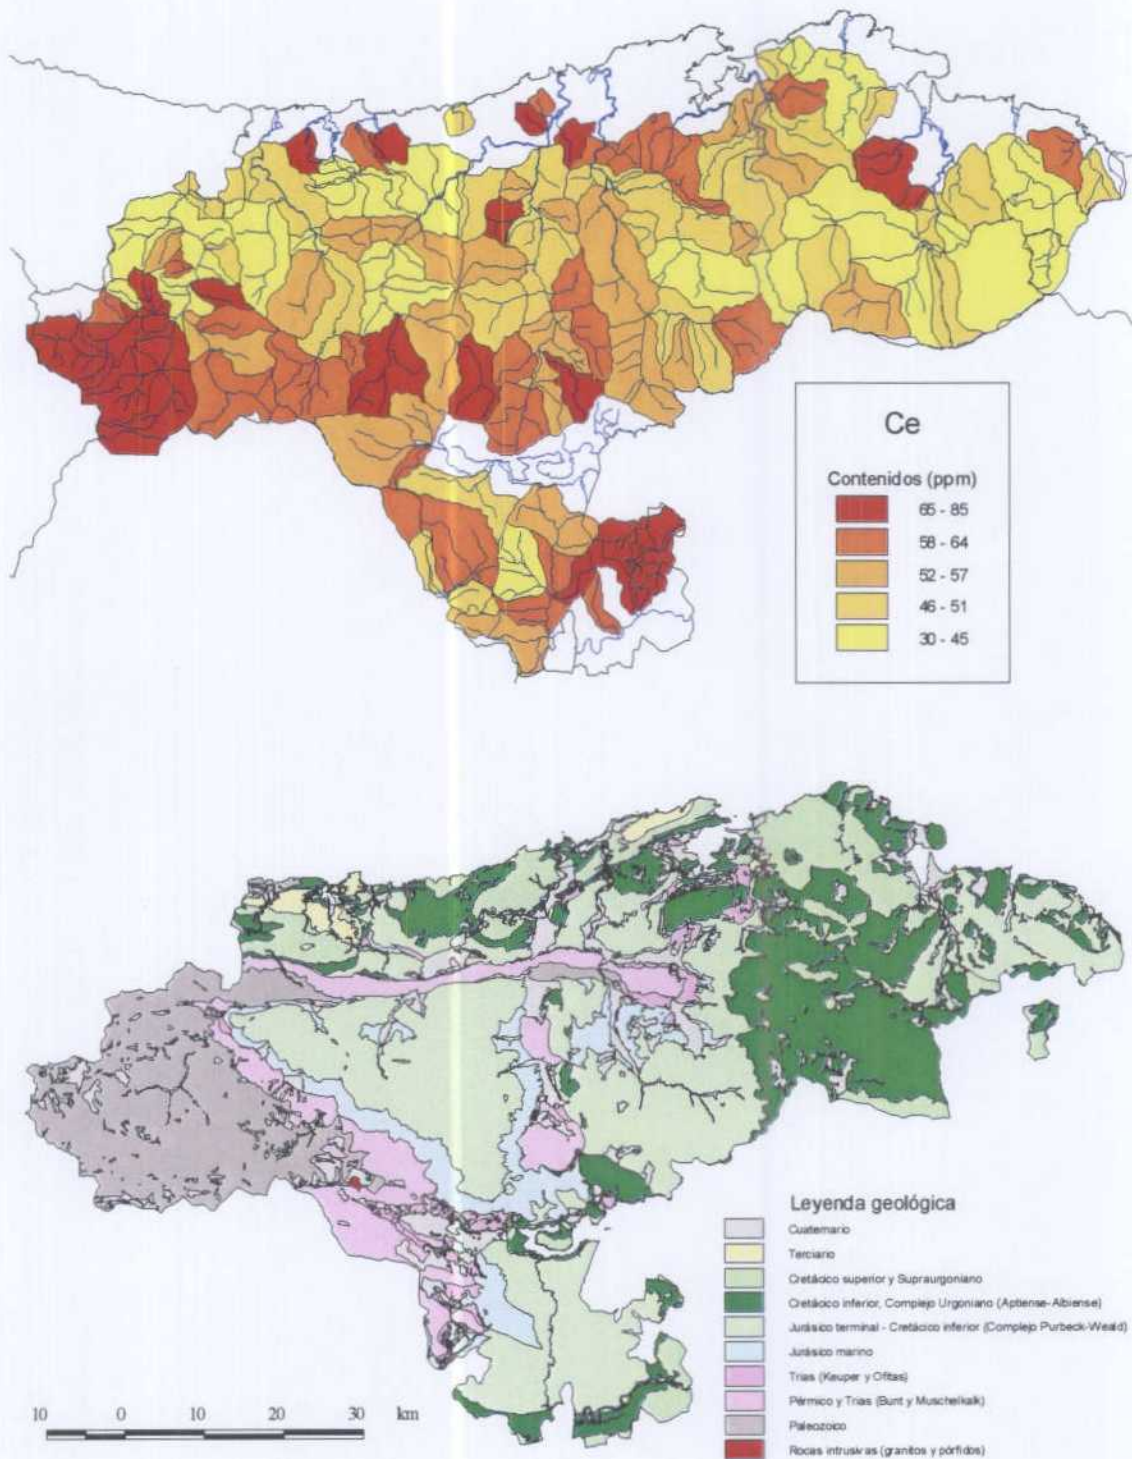 Ce
Contenidos (ppm)
65 - 85
58 - 64
52 - 57
46 - 51
30 - 45
Leyenda geológica
Cuaternario
Terciario
Cretácico superior y Supraurgoniano
Cretácico inferior, Complejo Urgoniano (Aptiense-Albiense)
Jurásico terminal - Cretácico inferior (Complejo Purbeck-Weald)
Jurásico marino
Trias (Keuper y Ofitas)
Pérmico y Trias (Bunt y Muschelkalk)
Paleozoico
Rocas intrusivas (granitos y pórfidos)
10 0 10 20 30 km